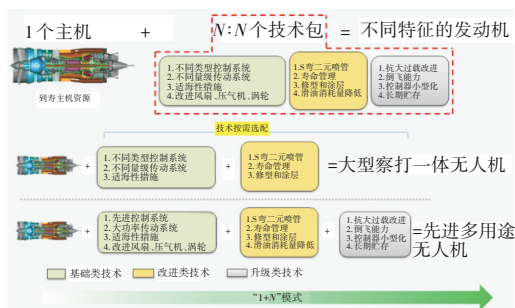 1个主机 + N:N个技术包 = 不同特征的发动机
到寿主机资源
1.不同类型控制系统
2.不同量级传动系统
3.适海性措施
4.改进风扇、压气机、涡轮
1.S弯二元喷管
2.寿命管理
3.修型和涂层
4.滑油消耗量降低
1.抗大过载改进
2.倒飞能力
3.控制器小型化
4.长期贮存
技术按需选配
+
1.不同类型控制系统
2.不同量级传动系统
3.适海性措施
+
1.S弯二元喷管
2.寿命管理
3.修型和涂层
=大型察打一体无人机
+
1.先进控制系统
2.大功率传动系统
3.适海性措施
4.改进风扇、压气机、涡轮
+
1.S弯二元喷管
2.寿命管理
3.修型和涂层
4.滑油消耗量降低
+
1.抗大过载改进
2.倒飞能力
3.控制器小型化
4.长期贮存
=先进多用途
无人机
基础类技术
改进类技术
升级类技术
“1+N”模式